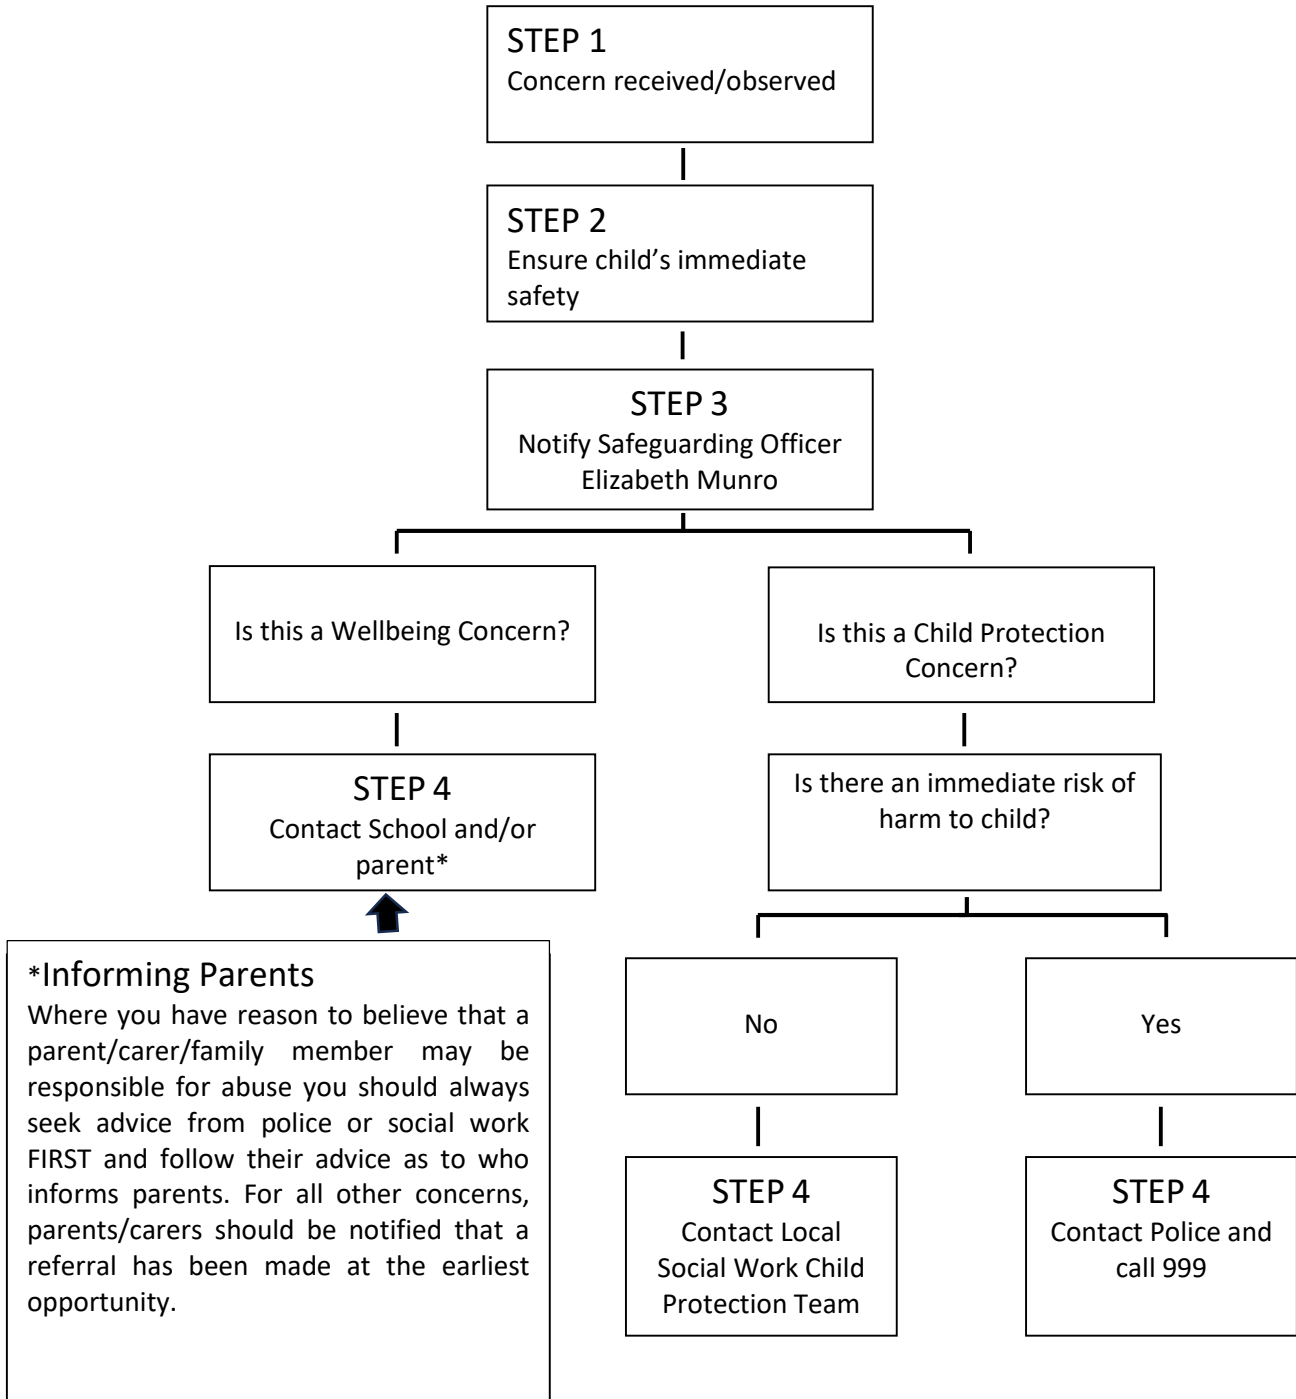 STEP 1
Concern received/observed
STEP 2
Ensure child’s immediate
safety
STEP 3
Notify Safeguarding Officer
Elizabeth Munro
Is this a Wellbeing Concern?
Is this a Child Protection
Concern?
STEP 4
Contact School and/or
parent*
Is there an immediate risk of
harm to child?
*Informing Parents
Where you have reason to believe that a
parent/carer/family member may be
responsible for abuse you should always
seek advice from police or social work
FIRST and follow their advice as to who
informs parents. For all other concerns,
parents/carers should be notified that a
referral has been made at the earliest
opportunity.
No
Yes
STEP 4
Contact Local
Social Work Child
Protection Team
STEP 4
Contact Police and
call 999